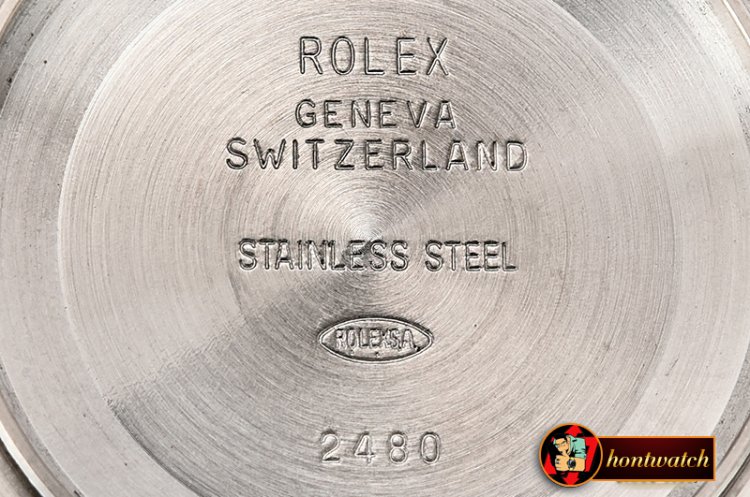 ROLEX
GENEVA
SWITZERLAND
STAINLESS STEEL
ROLEX S.A.
2480
hontwatch